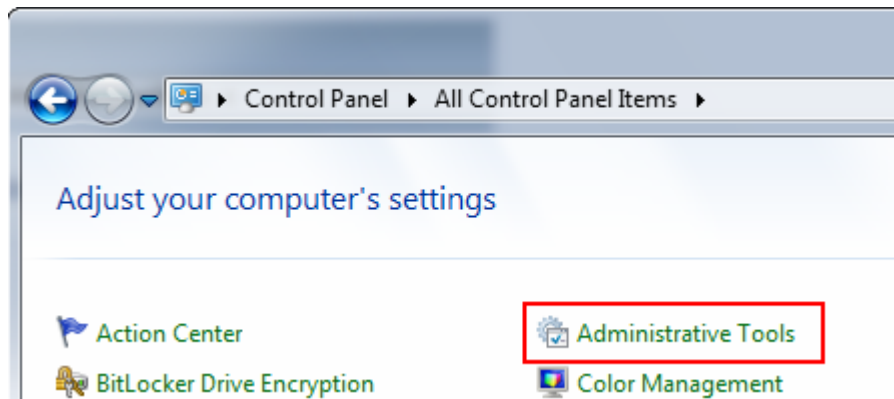 Control Panel ▸ All Control Panel Items ▸
Adjust your computer's settings
Action Center
Administrative Tools
BitLocker Drive Encryption
Color Management